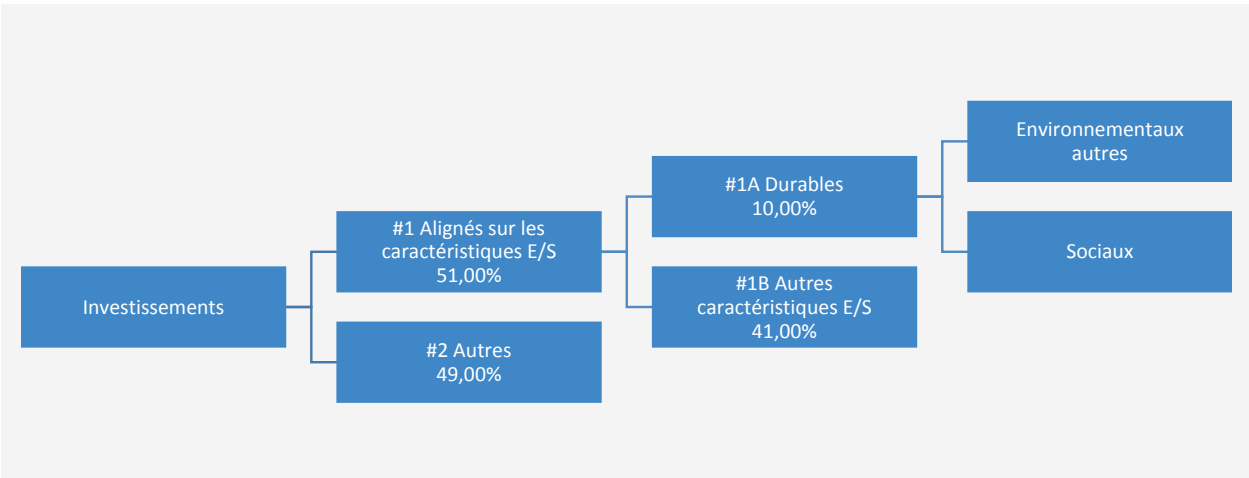 Investissements
#1 Alignés sur les
caractéristiques E/S
51,00%
#2 Autres
49,00%
#1A Durables
10,00%
#1B Autres
caractéristiques E/S
41,00%
Environnementaux
autres
Sociaux